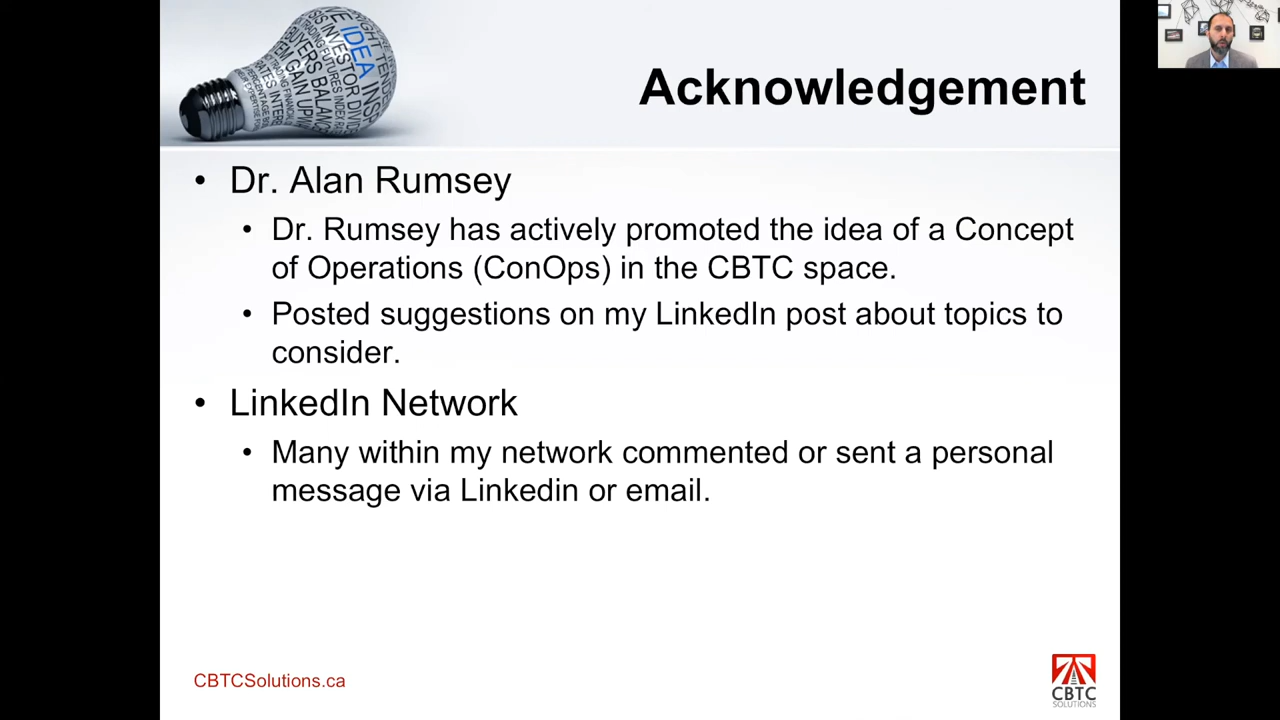 IDEA
Acknowledgement
• Dr. Alan Rumsey
• Dr. Rumsey has actively promoted the idea of a Concept
of Operations (ConOps) in the CBTC space.
• Posted suggestions on my LinkedIn post about topics to
consider.
• LinkedIn Network
• Many within my network commented or sent a personal
message via Linkedin or email.
CBTCSolutions.ca
CBTC
SOLUTIONS